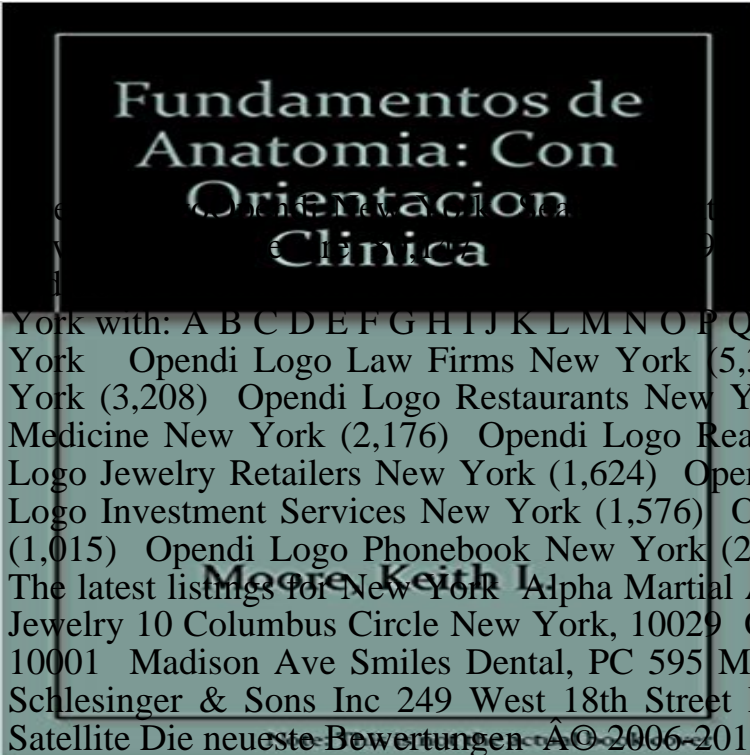 Fundamentos de
Anatomia: Con
Orientacion
Clinica
York with: A B C D E F G H I J K L M N O P Q
York Opendi Logo Law Firms New York (5,
York (3,208) Opendi Logo Restaurants New Y
Medicine New York (2,176) Opendi Logo Rea
Logo Jewelry Retailers New York (1,624) Oper
Logo Investment Services New York (1,576)
(1,015) Opendi Logo Phonebook New York (2
Moore, Keith L.
The latest listings for New York Alpha Martial
Jewelry 10 Columbus Circle New York, 10029
10001 Madison Ave Smiles Dental, PC 595 M
Schlesinger & Sons Inc 249 West 18th Street
Satellite Die neueste Bewertungen Â© 2006-201